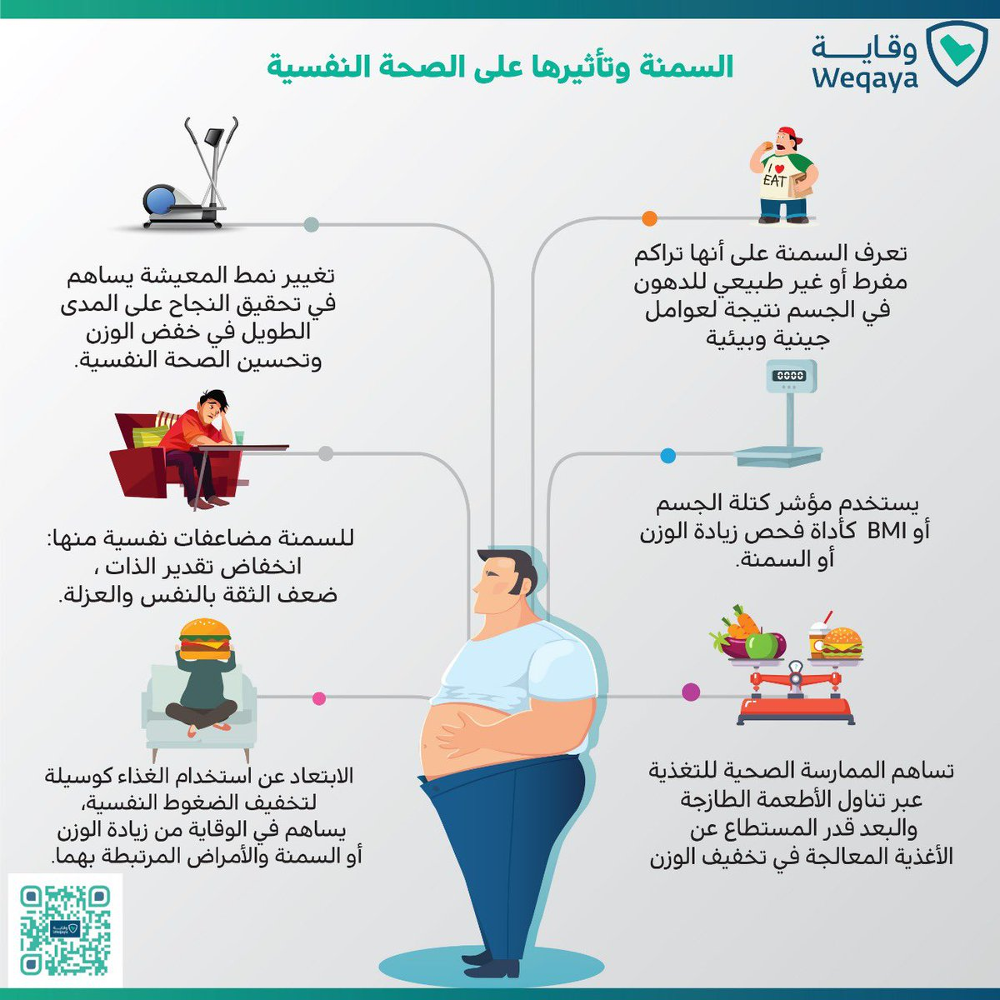 وقاية
Weqaya
السمنة وتأثيرها على الصحة النفسية
I ♥
EAT
تعرف السمنة على أنها تراكم
مفرط أو غير طبيعي للدهون
في الجسم نتيجة لعوامل
جينية وبيئية
0000
يستخدم مؤشر كتلة الجسم
أو BMI كأداة فحص زيادة الوزن
أو السمنة.
تساهم الممارسة الصحية للتغذية
عبر تناول الأطعمة الطازجة
والبعد قدر المستطاع عن
الأغذية المعالجة في تخفيف الوزن
تغيير نمط المعيشة يساهم
في تحقيق النجاح على المدى
الطويل في خفض الوزن
وتحسين الصحة النفسية.
للسمنة مضاعفات نفسية منها:
انخفاض تقدير الذات ،
ضعف الثقة بالنفس والعزلة.
الابتعاد عن استخدام الغذاء كوسيلة
لتخفيف الضغوط النفسية،
يساهم في الوقاية من زيادة الوزن
أو السمنة والأمراض المرتبطة بهما.
وقاية
Weqaya